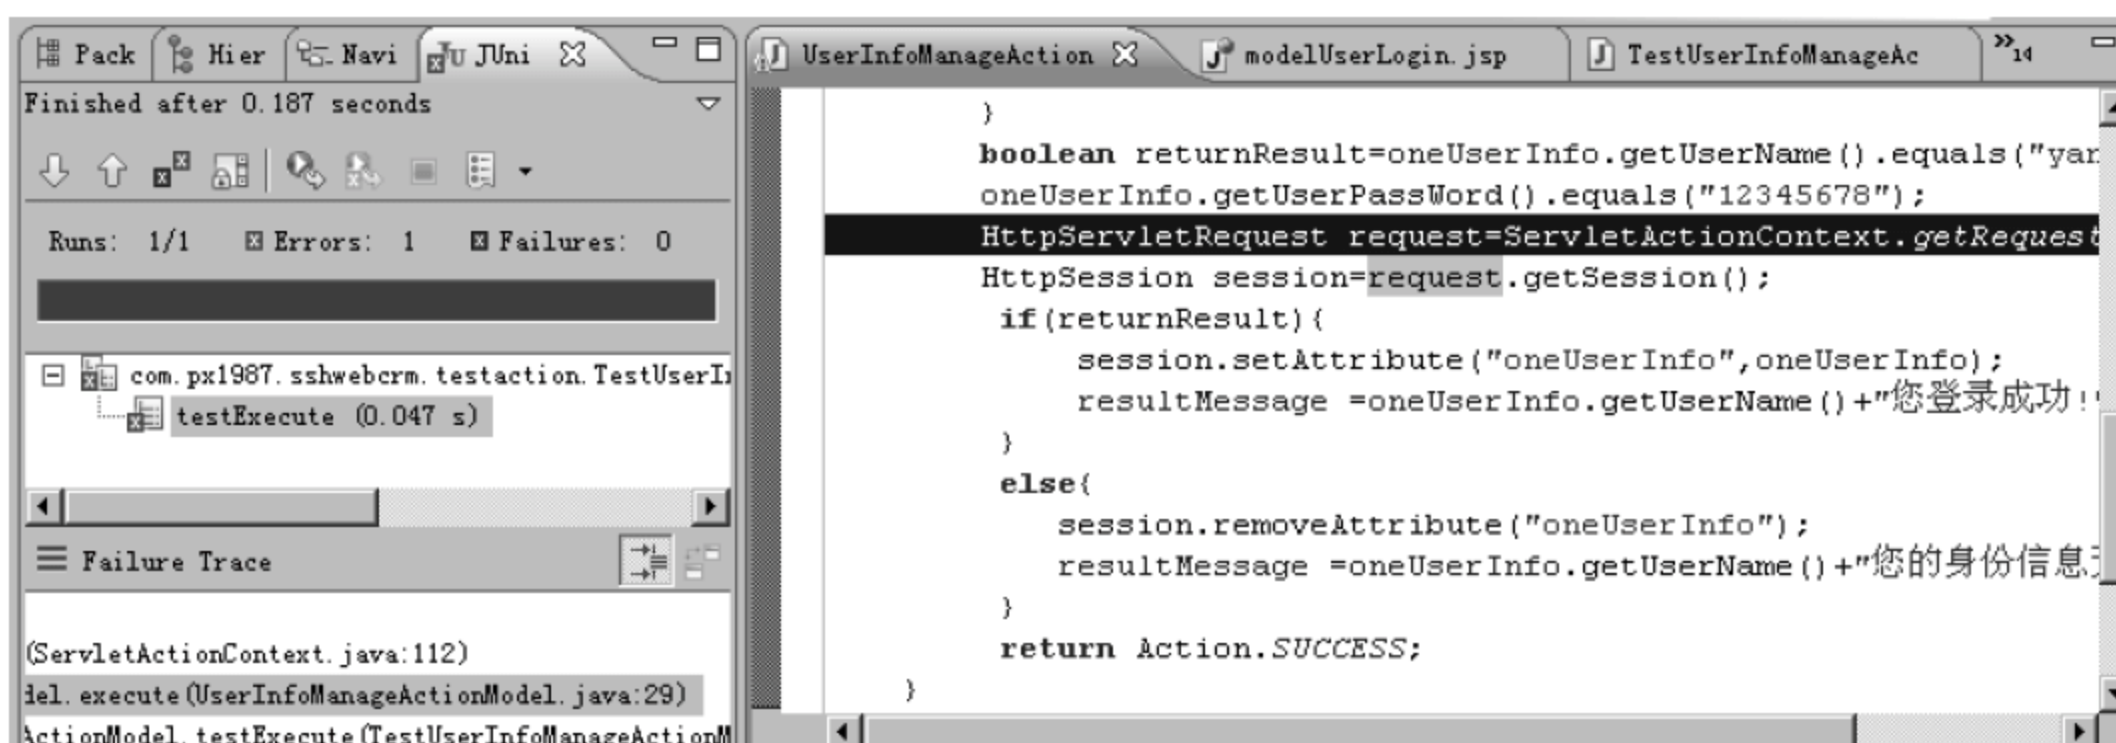 Pack Hier Navi JUni
Finished after 0.187 seconds
Runs: 1/1 Errors: 1 Failures: 0
com.px1987.sshwebcrm.testaction.TestUserI
testExecute (0.047 s)
Failure Trace
(ServletActionContext.java:112)
del.execute(UserInfoManageActionModel.java:29)
ActionModel.testExecute(TestUserInfoManageActionM
UserInfoManageAction modelUserLogin.jsp TestUserInfoManageAc »14
}
boolean returnResult=oneUserInfo.getUserName().equals("yan
oneUserInfo.getUserPassWord().equals("12345678");
HttpServletRequest request=ServletActionContext.getRequest
HttpSession session=request.getSession();
if(returnResult){
session.setAttribute("oneUserInfo",oneUserInfo);
resultMessage =oneUserInfo.getUserName()+"您登录成功!
}
else{
session.removeAttribute("oneUserInfo");
resultMessage =oneUserInfo.getUserName()+"您的身份信息
}
return Action.SUCCESS;
}